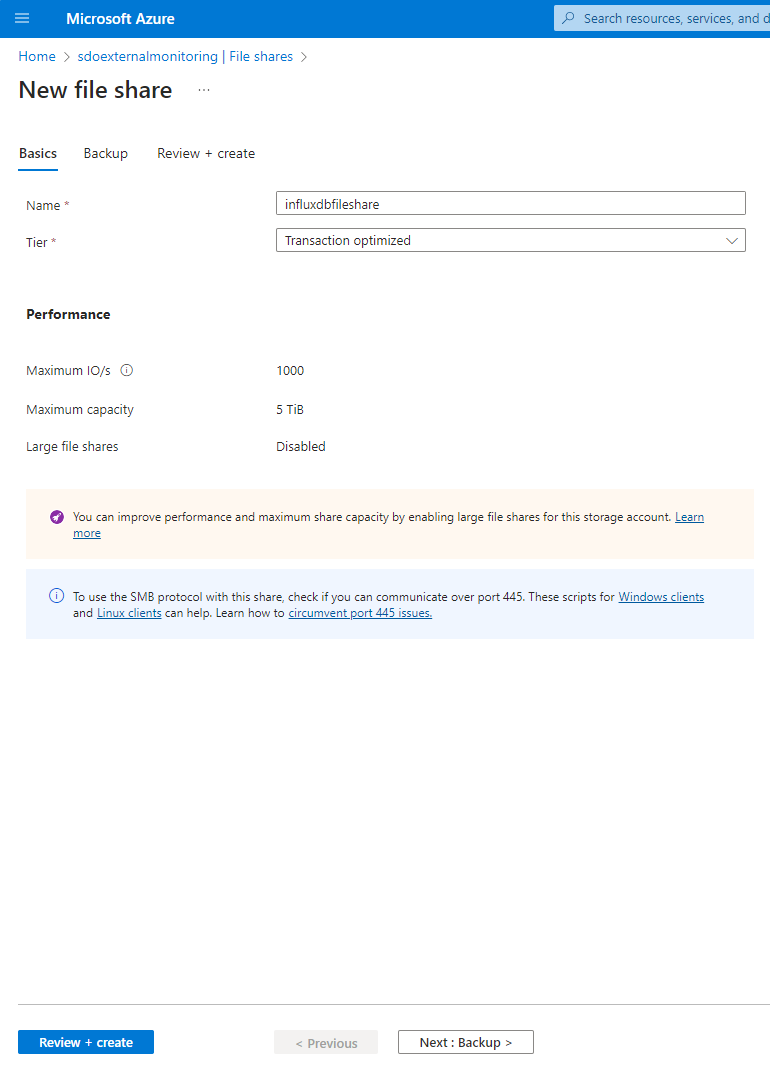 Microsoft Azure
Search resources, services, and d
Home > sdoexternalmonitoring | File shares >
New file share ...
Basics Backup Review + create
Name *
influxdbfileshare
Tier *
Transaction optimized
Performance
Maximum IO/s 1000
Maximum capacity 5 TiB
Large file shares Disabled
You can improve performance and maximum share capacity by enabling large file shares for this storage account. Learn
more
To use the SMB protocol with this share, check if you can communicate over port 445. These scripts for Windows clients
and Linux clients can help. Learn how to circumvent port 445 issues.
Review + create < Previous Next : Backup >